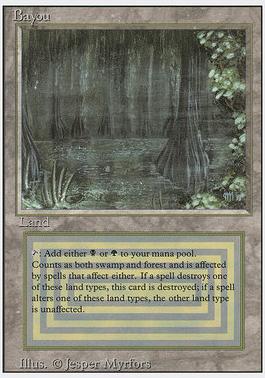 Bayou
Land
: Add either or to your mana pool.
Counts as both swamp and forest and is affected
by spells that affect either. If a spell destroys one
of these land types, this card is destroyed; if a spell
alters one of these land types, the other land type
is unaffected.
Illus. © Jesper Myrfors